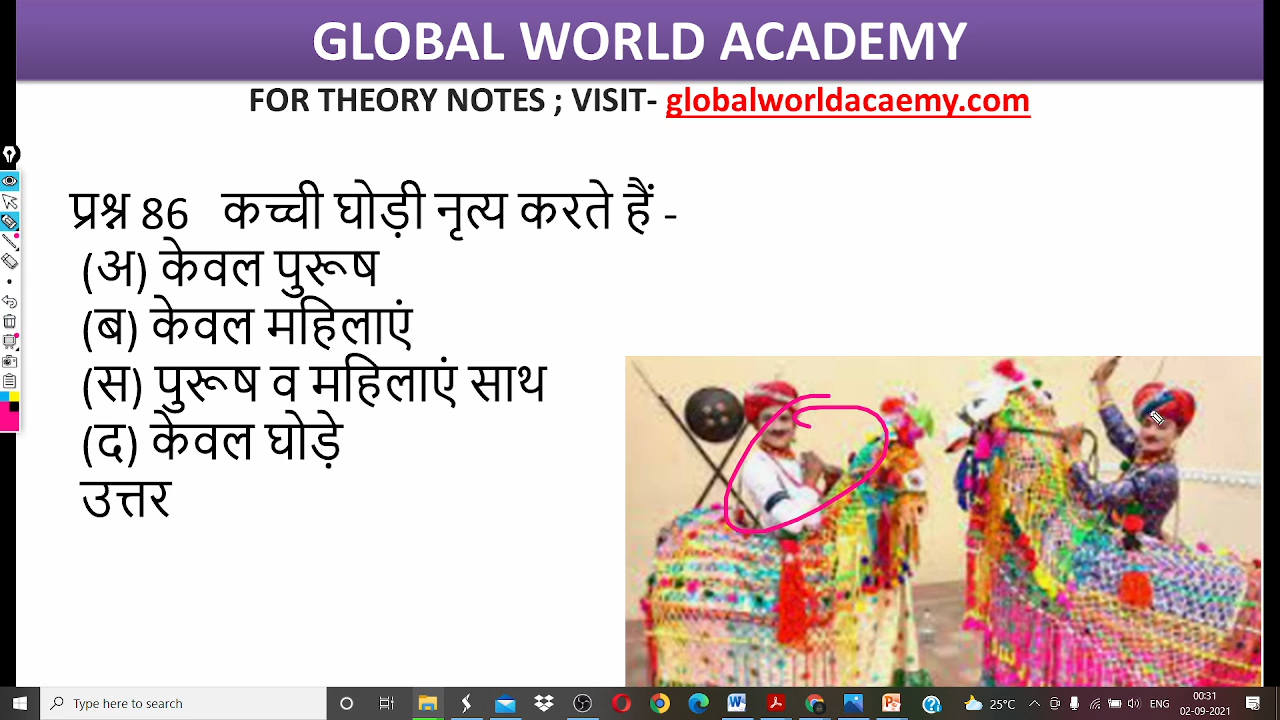 GLOBAL WORLD ACADEMY
FOR THEORY NOTES ; VISIT- globalworldacaemy.com
प्रश्न 86 कच्ची घोड़ी नृत्य करते हैं -
(अ) केवल पुरूष
(ब) केवल महिलाएं
(स) पुरूष व महिलाएं साथ
(द) केवल घोड़े
उत्तर
Type here to search
25°C
ENG
00:31
02-09-2021